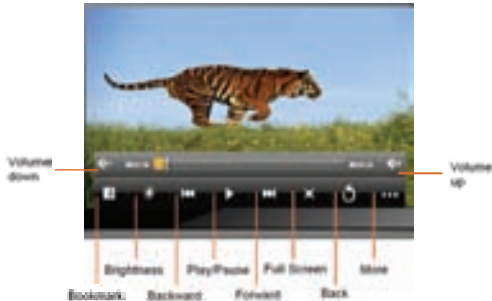 Volume
down
Volume
up
Brightness
Play/Pause
Full Screen
More
Bookmark
Backward
Forward
Back